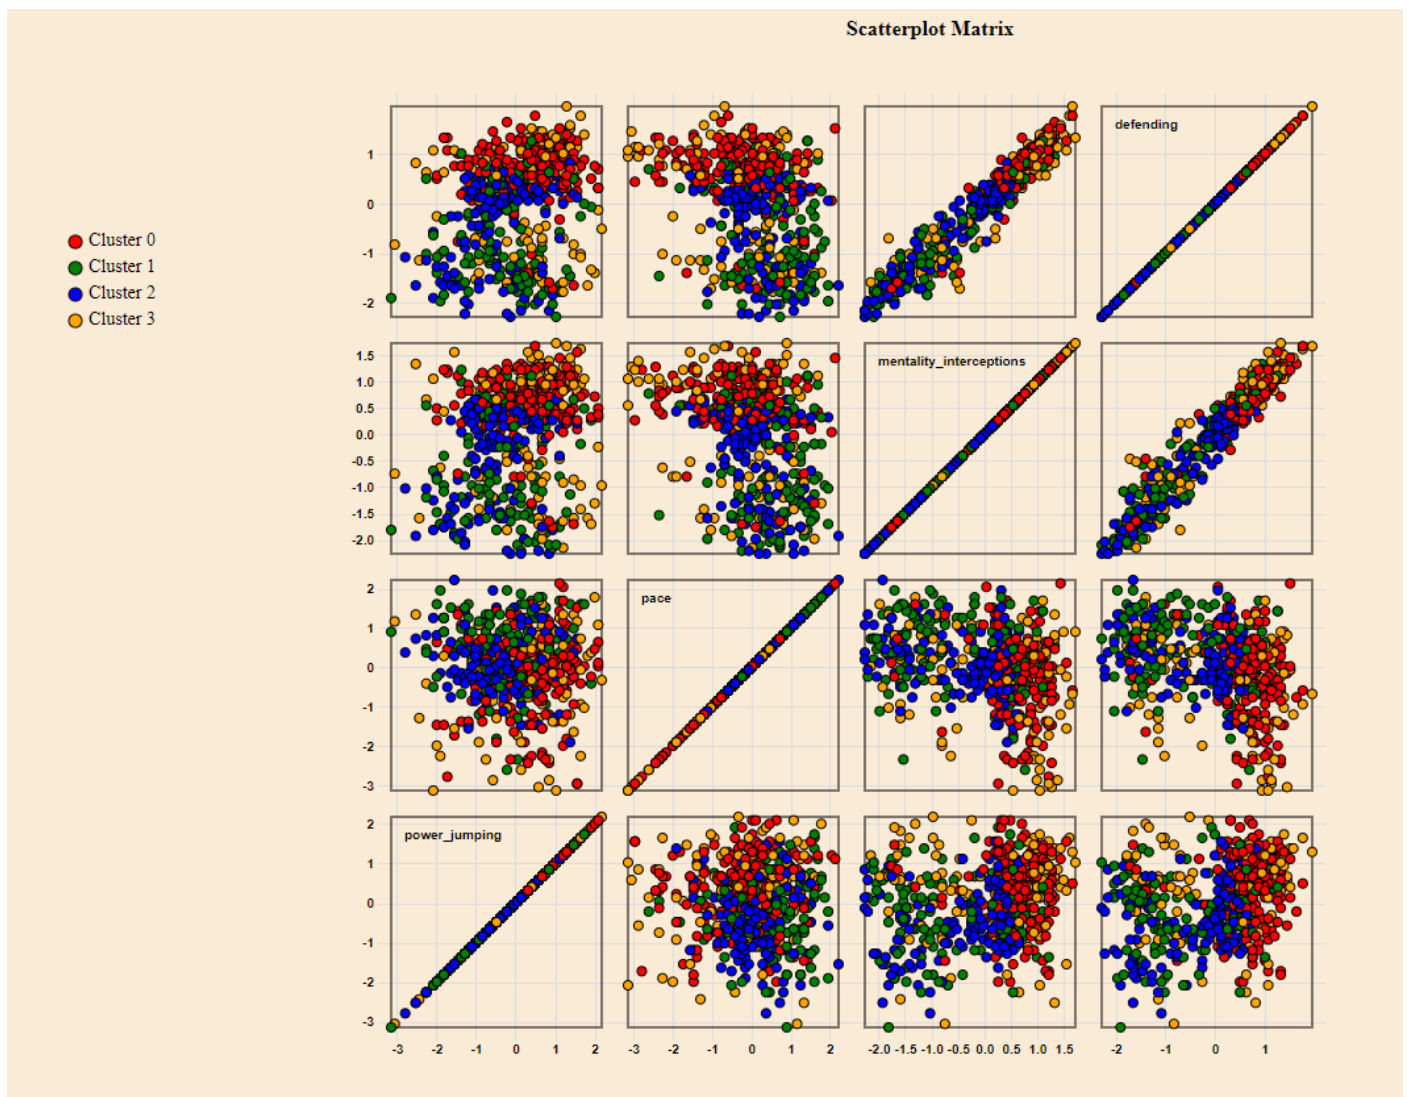 Scatterplot Matrix
Cluster 0
Cluster 1
Cluster 2
Cluster 3
defending
1
0
-1
-2
mentality_interceptions
1.5
1.0
0.5
0.0
-0.5
-1.0
-1.5
-2.0
pace
2
1
0
-1
-2
-3
power_jumping
2
1
0
-1
-2
-3
-3 -2 -1 0 1 2 -3 -2 -1 0 1 2 -2.0 -1.5 -1.0 -0.5 0.0 0.5 1.0 1.5 -2 -1 0 1